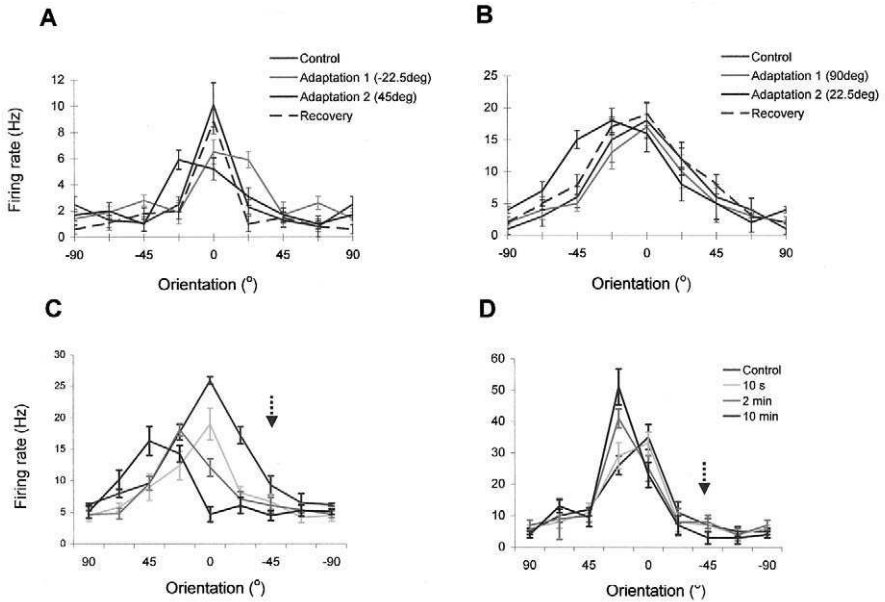 A
Control
Adaptation 1 (-22.5deg)
Adaptation 2 (45deg)
Recovery
Firing rate (Hz)
12
10
8
6
4
2
0
-90 -45 0 45 90
Orientation (°)
B
Control
Adaptation 1 (90deg)
Adaptation 2 (22.5deg)
Recovery
25
20
15
10
5
0
-90 -45 0 45 90
Orientation (°)
C
Firing rate (Hz)
30
25
20
15
10
5
0
90 45 0 -45 -90
Orientation (°)
D
Control
10 s
2 min
10 min
60
50
40
30
20
10
0
90 45 0 -45 -90
Orientation (˘)